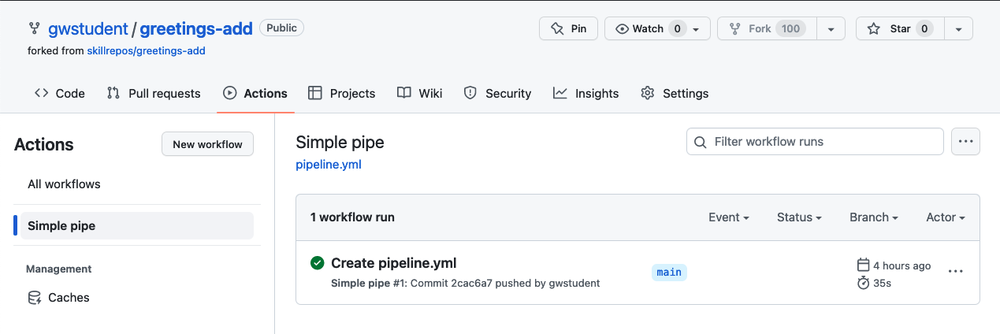 gwstudent / greetings-add Public
Pin Watch 0 Fork 100 Star 0
forked from skillrepos/greetings-add
Code Pull requests Actions Projects Wiki Security Insights Settings
Actions New workflow
All workflows
Simple pipe
Management
Caches
Simple pipe
pipeline.yml
Filter workflow runs
1 workflow run Event Status Branch Actor
Create pipeline.yml
Simple pipe #1: Commit 2cac6a7 pushed by gwstudent
main
4 hours ago
35s